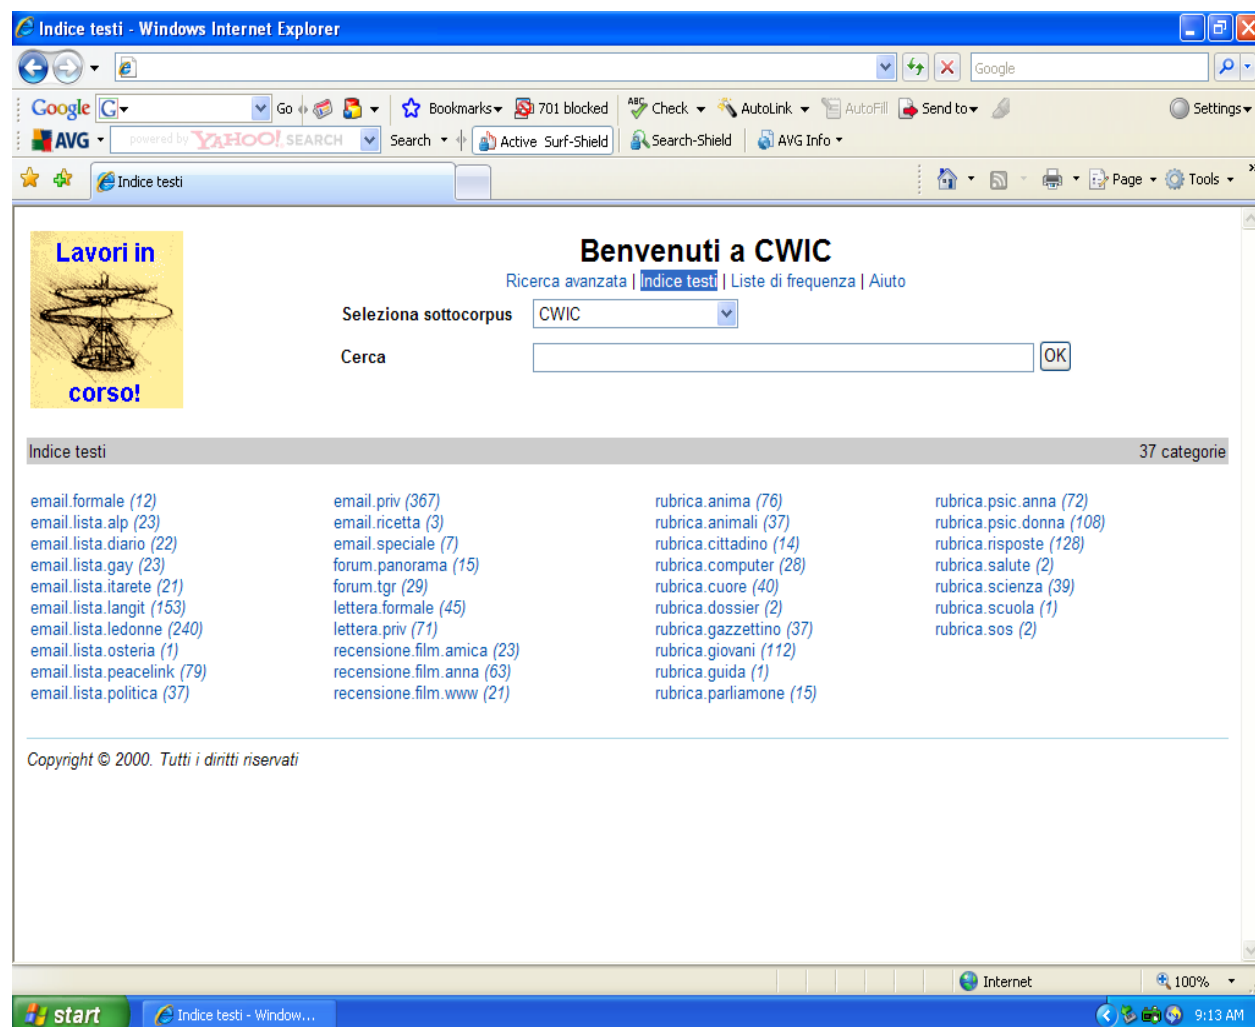 Indice testi - Windows Internet Explorer
Google
Google G Go Bookmarks 701 blocked ABC Check AutoLink AutoFill Send to Settings
AVG powered by YAHOO! SEARCH Search Active Surf-Shield Search-Shield AVG Info
Indice testi Page Tools »
Lavori in
corso!
Benvenuti a CWIC
Ricerca avanzata | Indice testi | Liste di frequenza | Aiuto
Seleziona sottocorpus CWIC
Cerca OK
Indice testi 37 categorie
email.formale (12)
email.lista.alp (23)
email.lista.diario (22)
email.lista.gay (23)
email.lista.itarete (21)
email.lista.langit (153)
email.lista.ledonne (240)
email.lista.osteria (1)
email.lista.peacelink (79)
email.lista.politica (37)
email.priv (367)
email.ricetta (3)
email.speciale (7)
forum.panorama (15)
forum.tgr (29)
lettera.formale (45)
lettera.priv (71)
recensione.film.amica (23)
recensione.film.anna (63)
recensione.film.www (21)
rubrica.anima (76)
rubrica.animali (37)
rubrica.cittadino (14)
rubrica.computer (28)
rubrica.cuore (40)
rubrica.dossier (2)
rubrica.gazzettino (37)
rubrica.giovani (112)
rubrica.guida (1)
rubrica.parliamone (15)
rubrica.psic.anna (72)
rubrica.psic.donna (108)
rubrica.risposte (128)
rubrica.salute (2)
rubrica.scienza (39)
rubrica.scuola (1)
rubrica.sos (2)
Copyright © 2000. Tutti i diritti riservati
Internet 100%
start Indice testi - Window... 9:13 AM